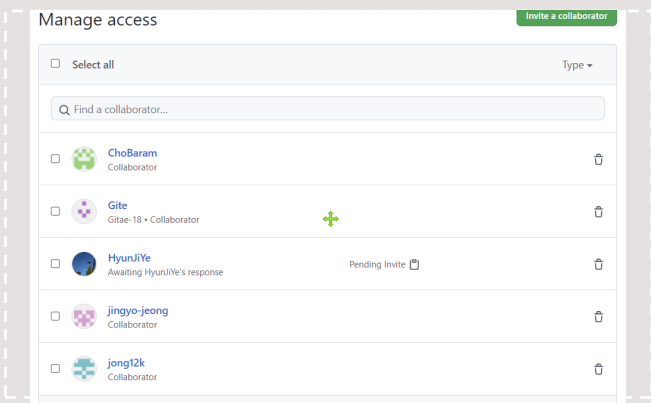 Manage access
Invite a collaborator
Select all
Type
Find a collaborator...
ChoBaram
Collaborator
Gite
Gitae-18 • Collaborator
HyunJiYe
Awaiting HyunJiYe's response
Pending Invite
jingyo-jeong
Collaborator
jong12k
Collaborator